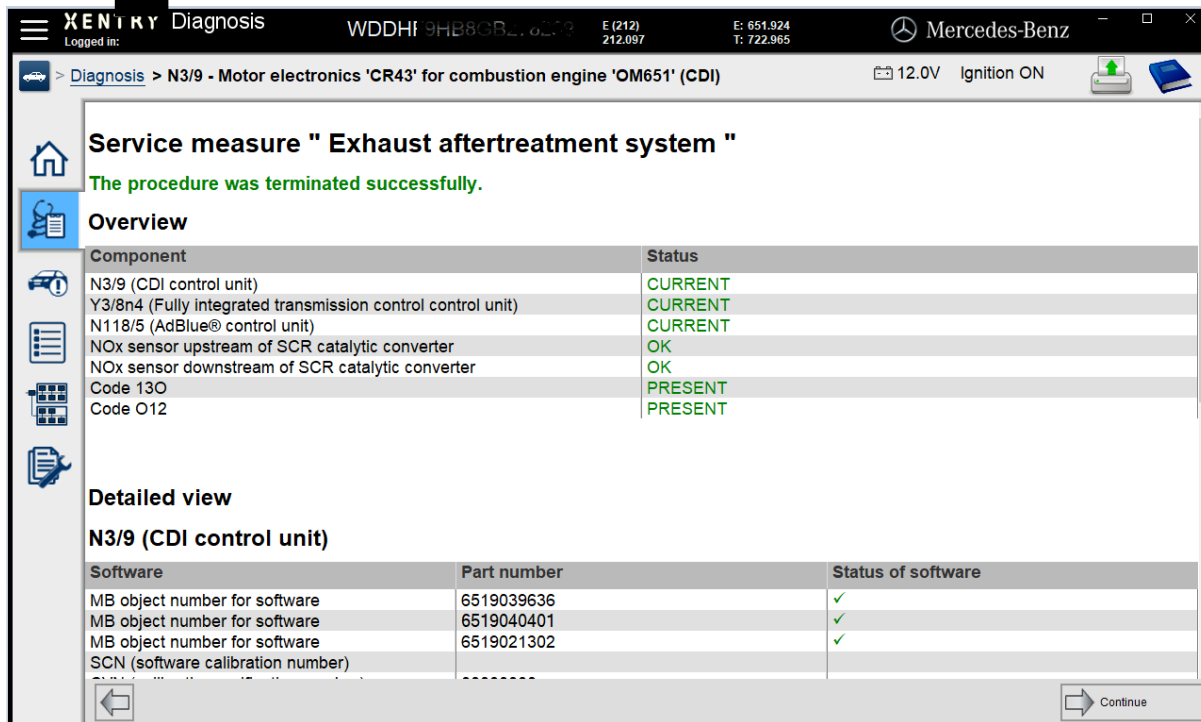 XENTRY Diagnosis
Logged in:
E (212)
212.097
E: 651.924
T: 722.965
Mercedes-Benz
> Diagnosis > N3/9 - Motor electronics 'CR43' for combustion engine 'OM651' (CDI)
12.0V Ignition ON
Service measure " Exhaust aftertreatment system "
The procedure was terminated successfully.
Overview
Component Status
N3/9 (CDI control unit) CURRENT
Y3/8n4 (Fully integrated transmission control control unit) CURRENT
N118/5 (AdBlue® control unit) CURRENT
NOx sensor upstream of SCR catalytic converter OK
NOx sensor downstream of SCR catalytic converter OK
Code 13O PRESENT
Code O12 PRESENT
Detailed view
N3/9 (CDI control unit)
Software Part number Status of software
MB object number for software 6519039636 ✓
MB object number for software 6519040401 ✓
MB object number for software 6519021302 ✓
SCN (software calibration number)
Continue